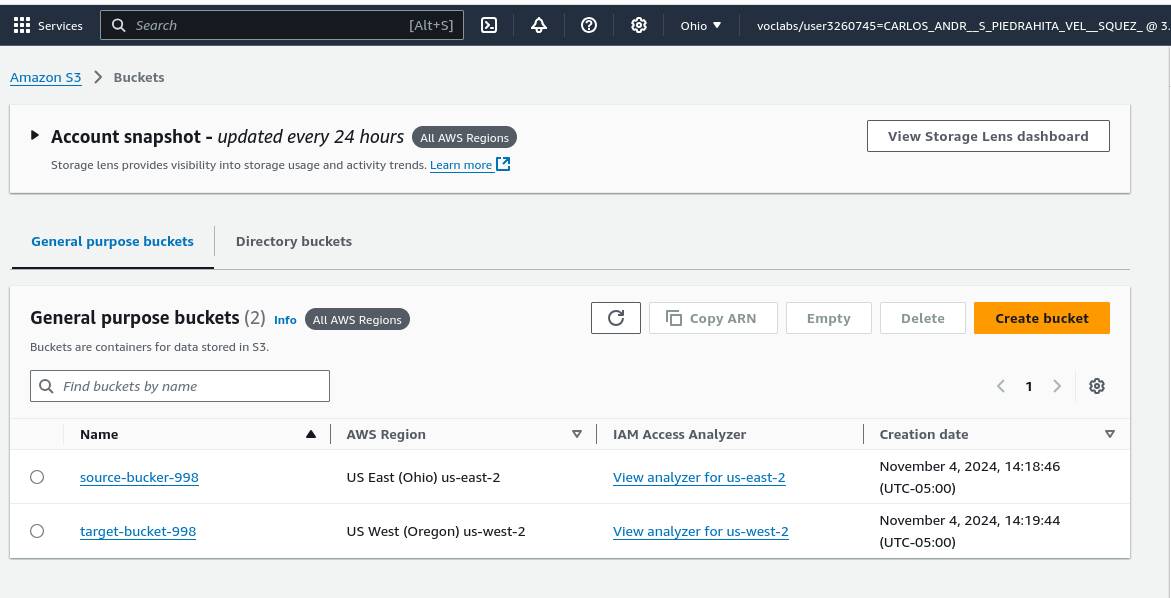 Services
Search [Alt+S]
Ohio
voclabs/user3260745=CARLOS_ANDR__S_PIEDRAHITA_VEL__SQUEZ_ @ 3.
Amazon S3 Buckets
Account snapshot - updated every 24 hours All AWS Regions
View Storage Lens dashboard
Storage lens provides visibility into storage usage and activity trends. Learn more
General purpose buckets Directory buckets
General purpose buckets (2) Info All AWS Regions
Copy ARN Empty Delete Create bucket
Buckets are containers for data stored in S3.
Find buckets by name
1
Name AWS Region IAM Access Analyzer Creation date
source-bucker-998 US East (Ohio) us-east-2 View analyzer for us-east-2 November 4, 2024, 14:18:46
(UTC-05:00)
target-bucket-998 US West (Oregon) us-west-2 View analyzer for us-west-2 November 4, 2024, 14:19:44
(UTC-05:00)